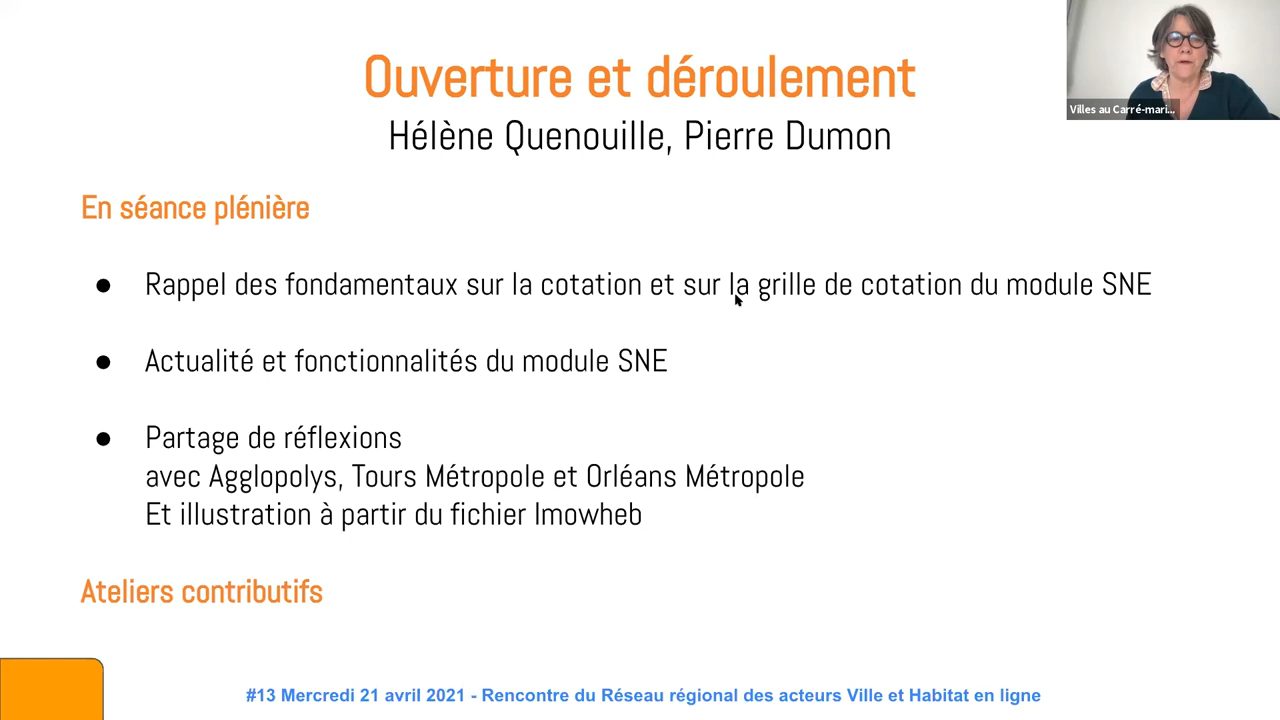 Ouverture et déroulement
Hélène Quenouille, Pierre Dumon
Villes au Carré-mari...
En séance plénière
● Rappel des fondamentaux sur la cotation et sur la grille de cotation du module SNE
● Actualité et fonctionnalités du module SNE
● Partage de réflexions
avec Agglopolys, Tours Métropole et Orléans Métropole
Et illustration à partir du fichier Imowheb
Ateliers contributifs
#13 Mercredi 21 avril 2021 - Rencontre du Réseau régional des acteurs Ville et Habitat en ligne